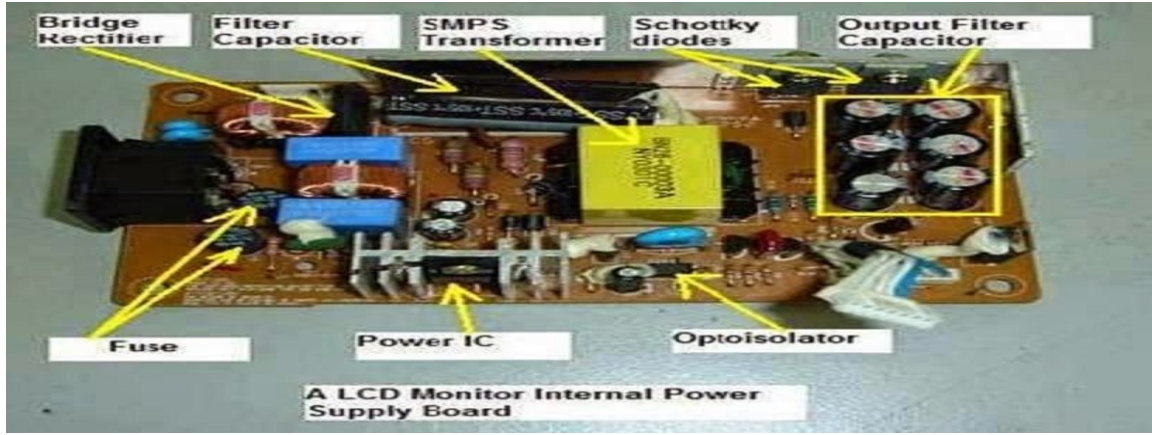 Bridge
Rectifier
Filter
Capacitor
SMPS
Transformer
Schottky
diodes
Output Filter
Capacitor
Fuse
Power IC
Optoisolator
A LCD Monitor Internal Power
Supply Board